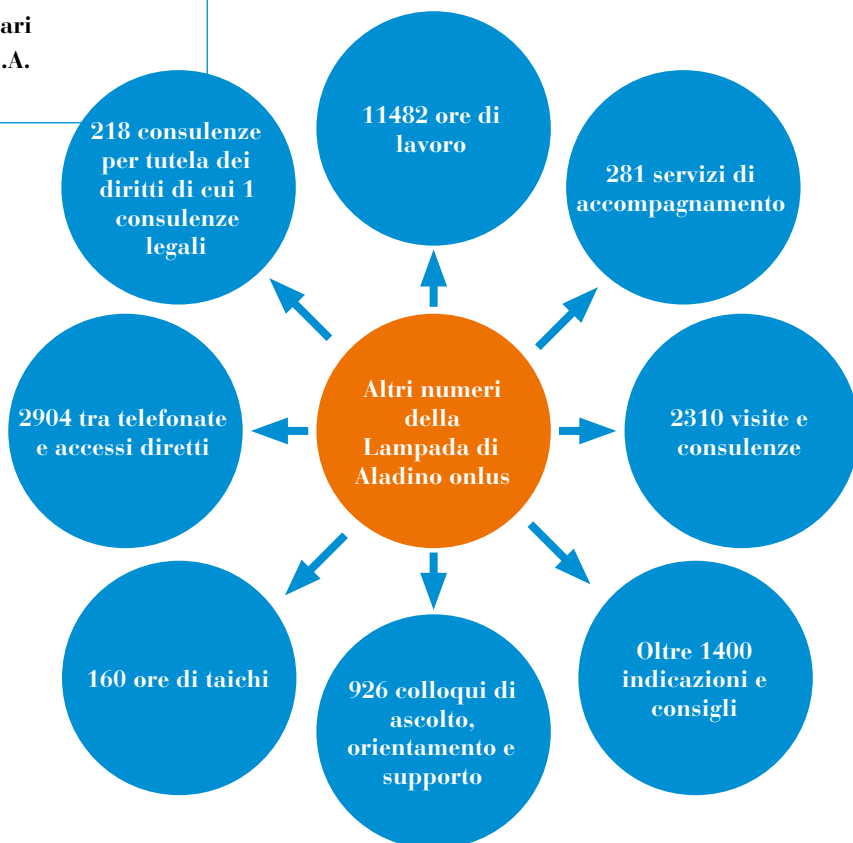 ari
.A.
11482 ore di
lavoro
218 consulenze
per tutela dei
diritti di cui 1
consulenze
legali
281 servizi di
accompagnamento
Altri numeri
della
Lampada di
Aladino onlus
2904 tra telefonate
e accessi diretti
2310 visite e
consulenze
160 ore di taichi
926 colloqui di
ascolto,
orientamento e
supporto
Oltre 1400
indicazioni e
consigli